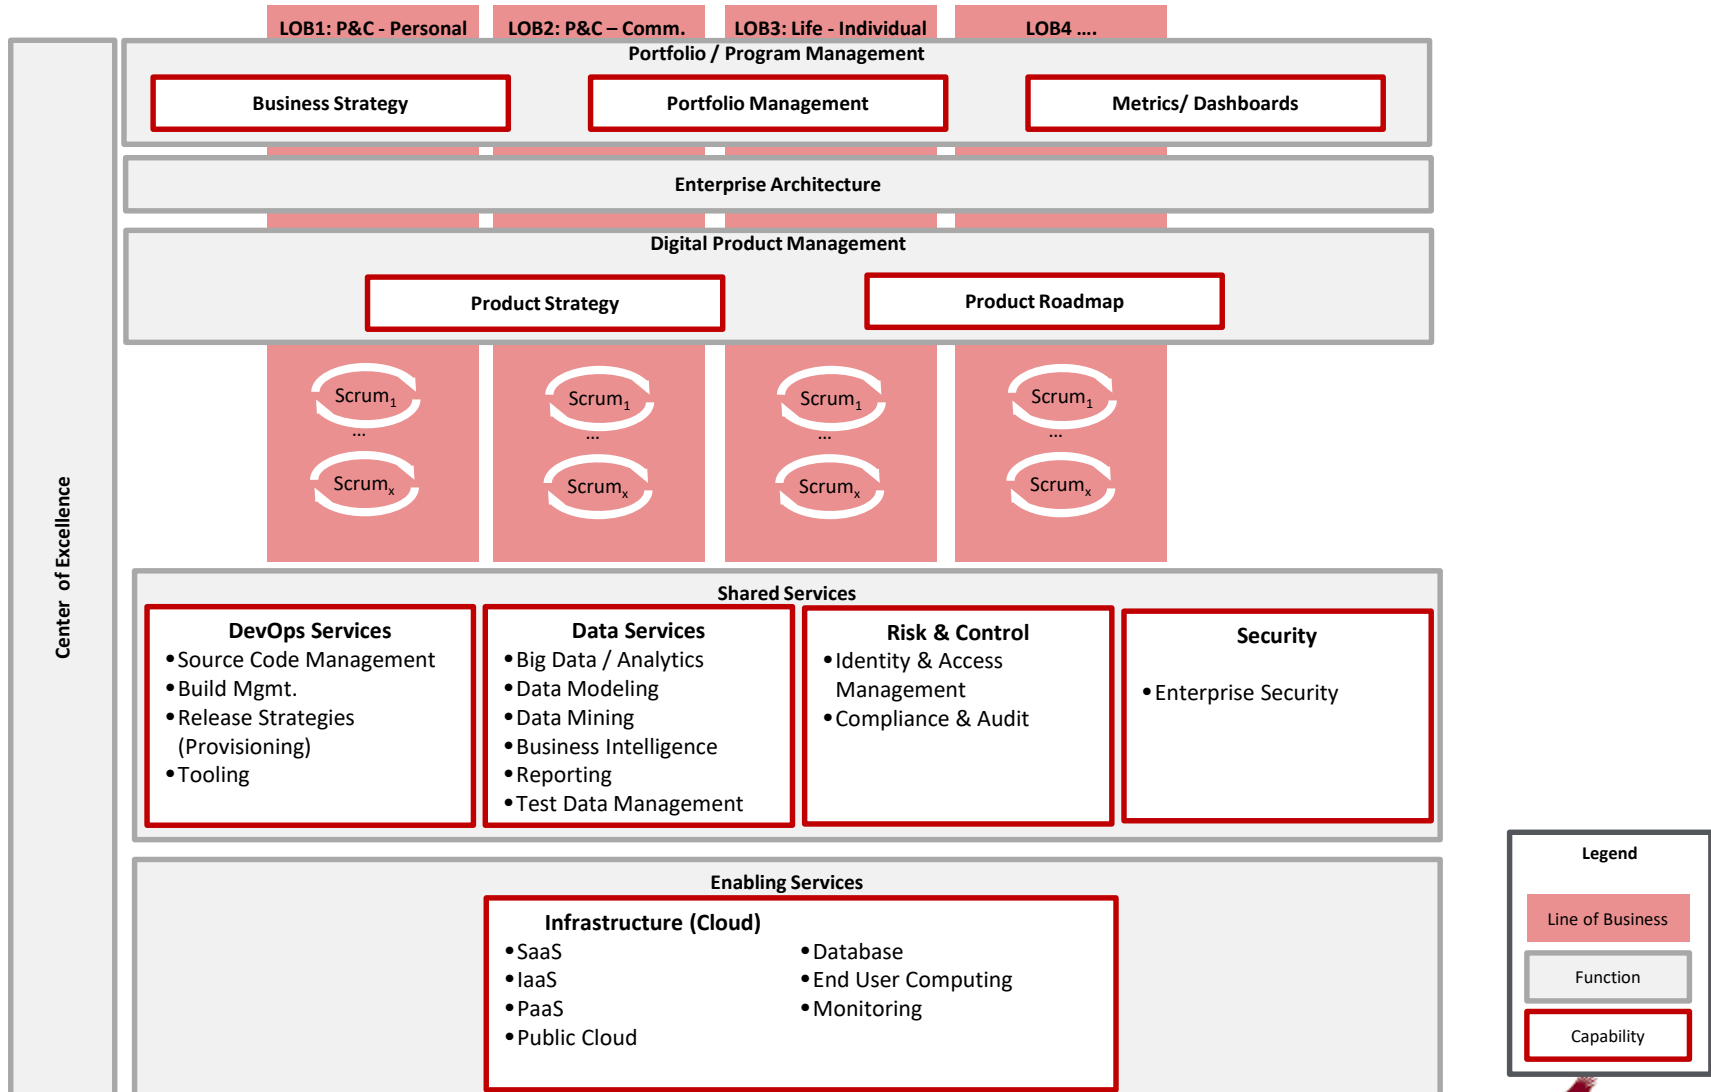 LOB1: P&C - Personal
LOB2: P&C – Comm.
LOB3: Life - Individual
LOB4 ....
Portfolio / Program Management
Business Strategy
Portfolio Management
Metrics/ Dashboards
Enterprise Architecture
Digital Product Management
Product Strategy
Product Roadmap
Scrum1
...
Scrumx
Scrum1
...
Scrumx
Scrum1
...
Scrumx
Scrum1
...
Scrumx
Center of Excellence
Shared Services
DevOps Services
•Source Code Management
•Build Mgmt.
•Release Strategies
(Provisioning)
•Tooling
Data Services
•Big Data / Analytics
•Data Modeling
•Data Mining
•Business Intelligence
•Reporting
•Test Data Management
Risk & Control
•Identity & Access
Management
•Compliance & Audit
Security
•Enterprise Security
Enabling Services
Infrastructure (Cloud)
•SaaS
•IaaS
•PaaS
•Public Cloud
•Database
•End User Computing
•Monitoring
Legend
Line of Business
Function
Capability